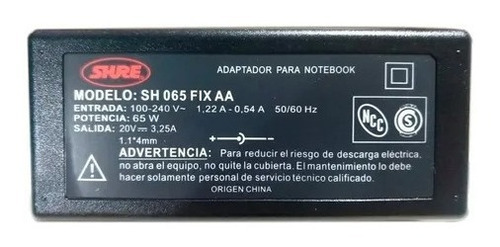 SHURE
ADAPTADOR PARA NOTEBOOK
MODELO: SH 065 FIX AA
ENTRADA: 100-240 V~ 1,22 A - 0,54 A 50/60 Hz
POTENCIA: 65 W
SALIDA: 20V⎓ 3,25A
1.1*4mm
+ -
NCC
S
ADVERTENCIA: Para reducir el riesgo de descarga eléctrica,
no abra el equipo, no quite la cubierta. El mantenimiento lo debe
hacer solamente personal de servicio técnico calificado.
ORIGEN CHINA